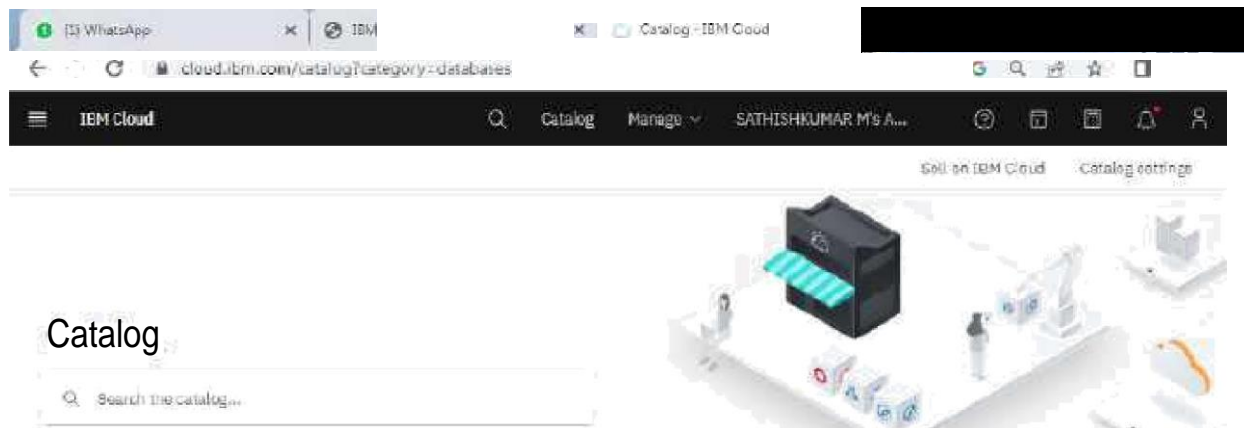 (1) WhatsApp IBM Catalog - IBM Cloud
cloud.ibm.com/catalog?category=databases
IBM Cloud Catalog Manage SATHISHKUMAR M's A...
Sell on IBM Cloud Catalog settings
Catalog
Search the catalog...